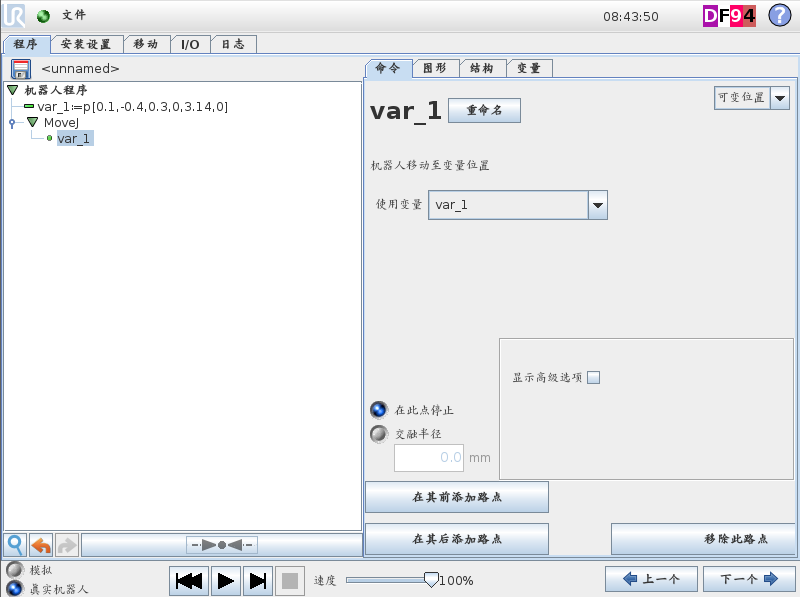 文件
08:43:50
DF94
?
程序 安装设置 移动 I/O 日志
<unnamed>
命令 图形 结构 变量
机器人程序
var_1:=p[0.1,-0.4,0.3,0,3.14,0]
MoveJ
var_1
var_1 重命名
可变位置
机器人移动至变量位置
使用变量 var_1
显示高级选项
在此点停止
交融半径
0.0 mm
在其前添加路点
在其后添加路点 移除此路点
模拟
真实机器人
速度 100%
上一个 下一个